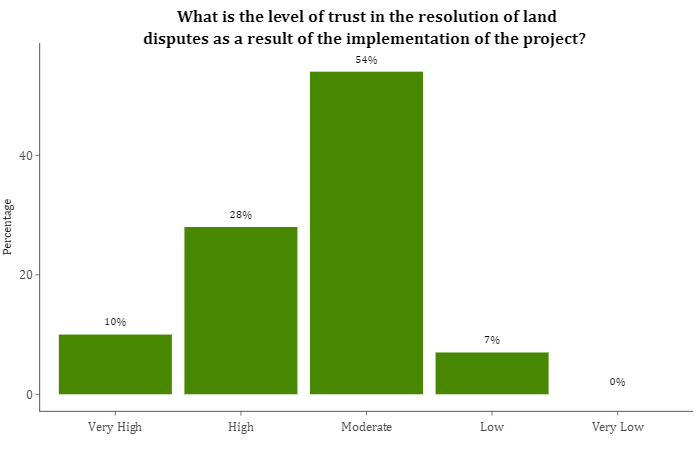 What is the level of trust in the resolution of land
disputes as a result of the implementation of the project?
54%
40
28%
Percentage
20
10%
7%
0%
0
Very High
High
Moderate
Low
Very Low